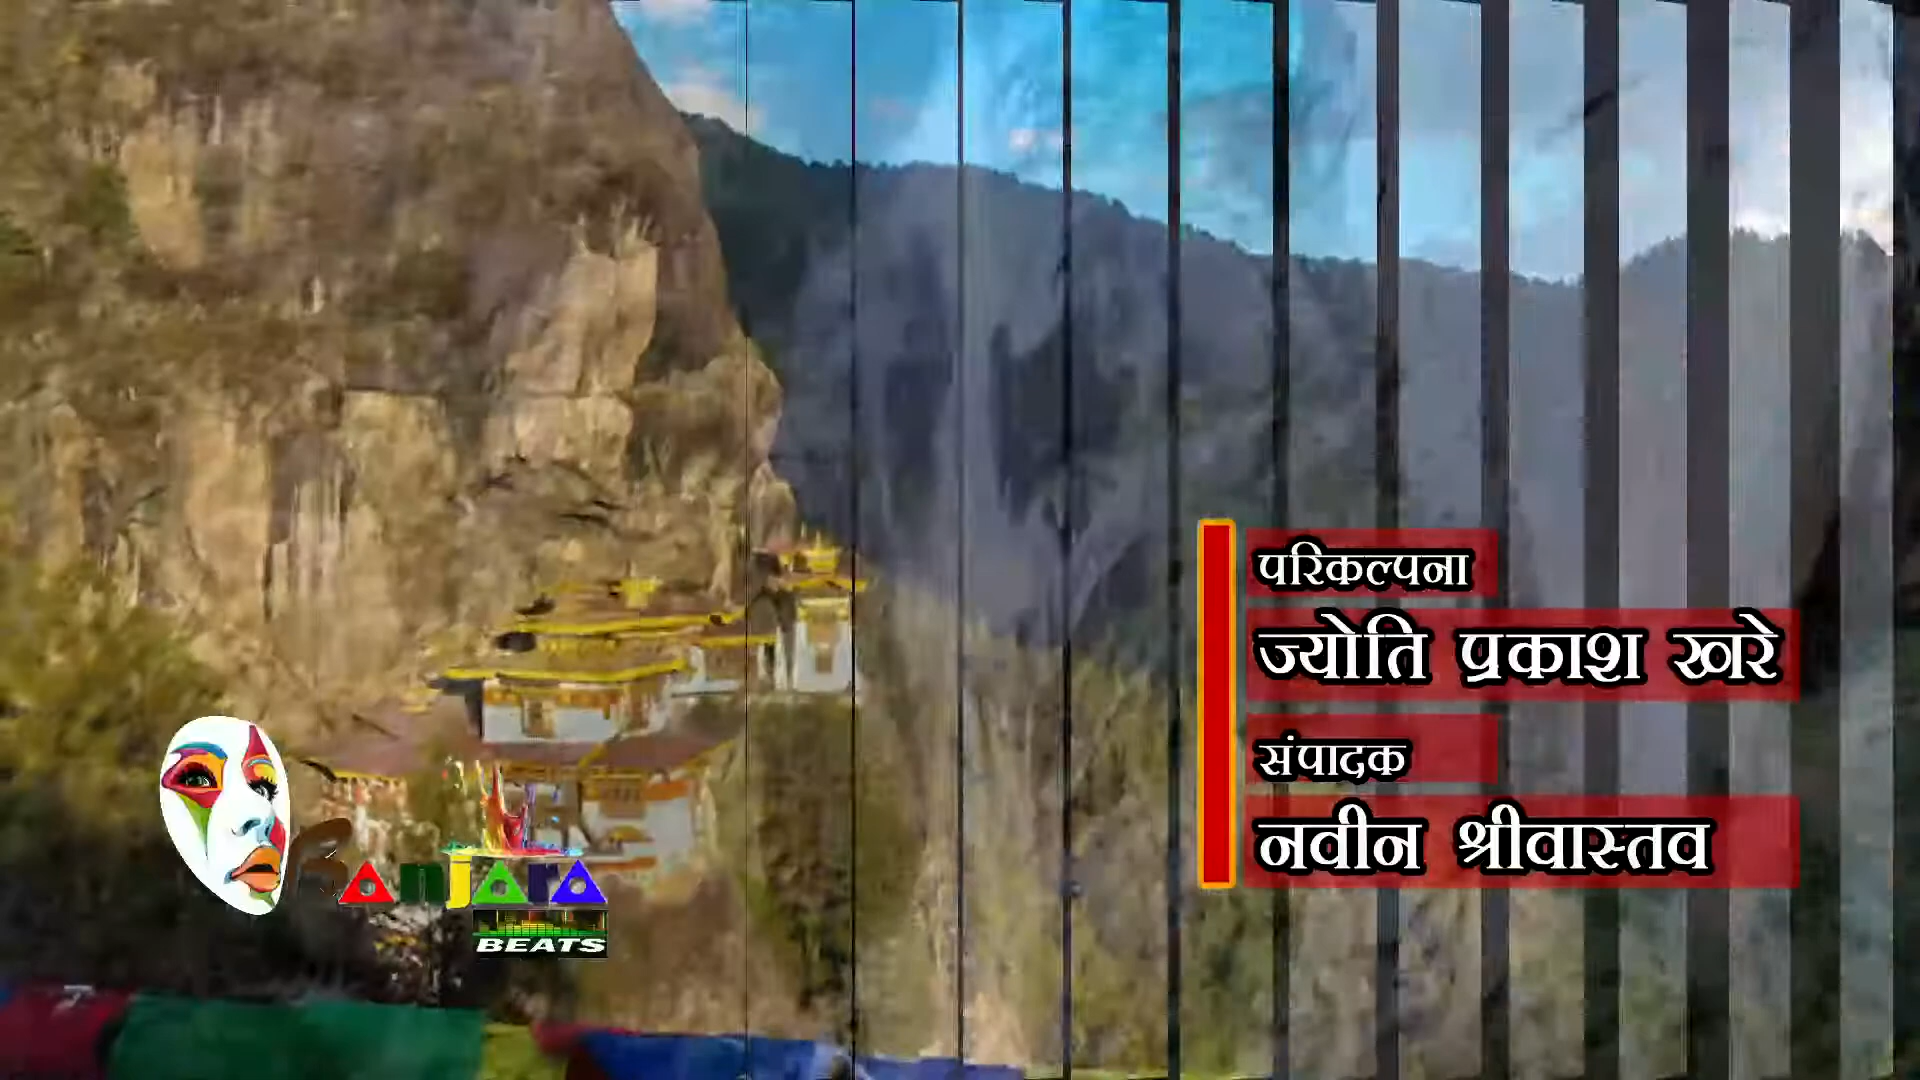 परिकल्पना
ज्योति प्रकाश खरे
संपादक
नवीन श्रीवास्तव
Banjara
BEATS